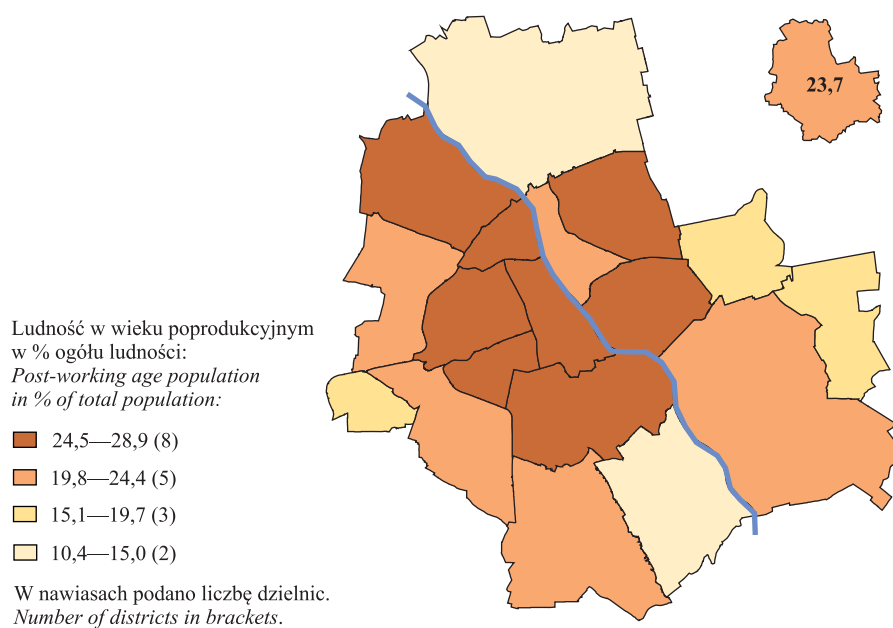 23,7
Ludność w wieku poprodukcyjnym
w % ogółu ludności:
Post-working age population
in % of total population:
24,5—28,9 (8)
19,8—24,4 (5)
15,1—19,7 (3)
10,4—15,0 (2)
W nawiasach podano liczbę dzielnic.
Number of districts in brackets.